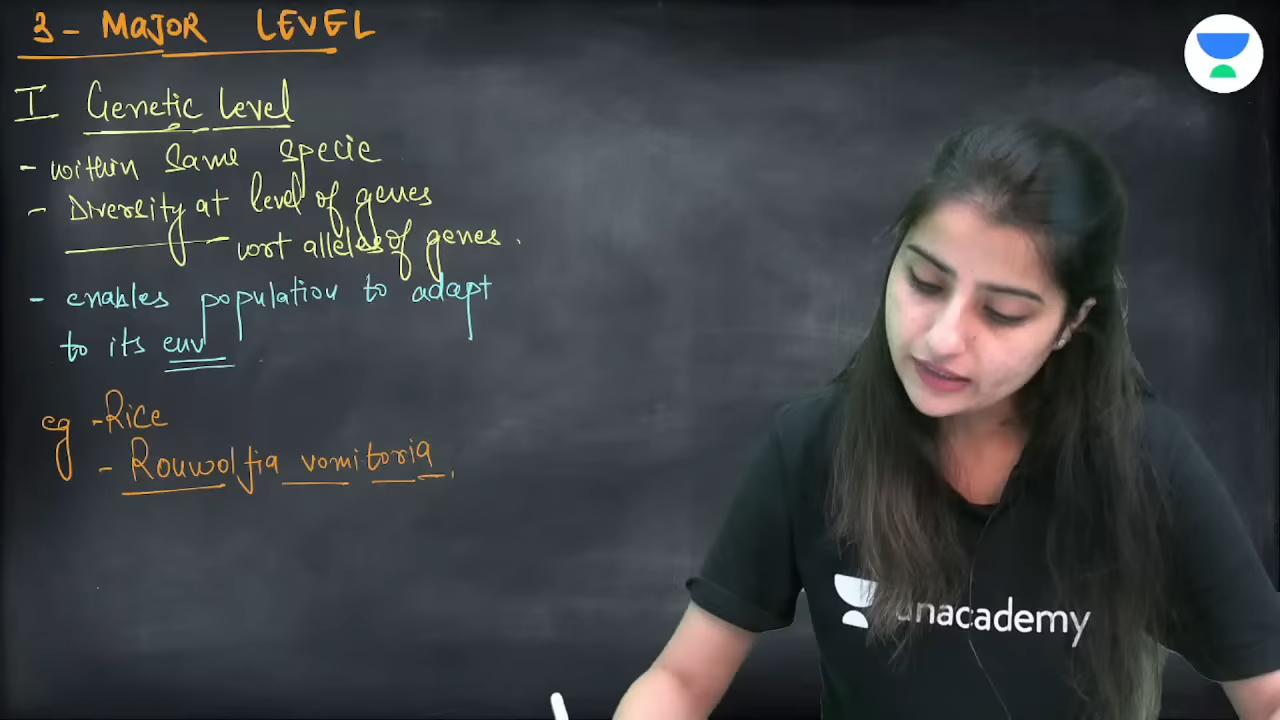 3 - MAJOR LEVEL
I Genetic Level
- within Same specie
- Diversity at level of genes
wort alleles of genes.
- enables population to adapt
to its env
eg - Rice
- Rouwolfia vomitoria.
unacademy